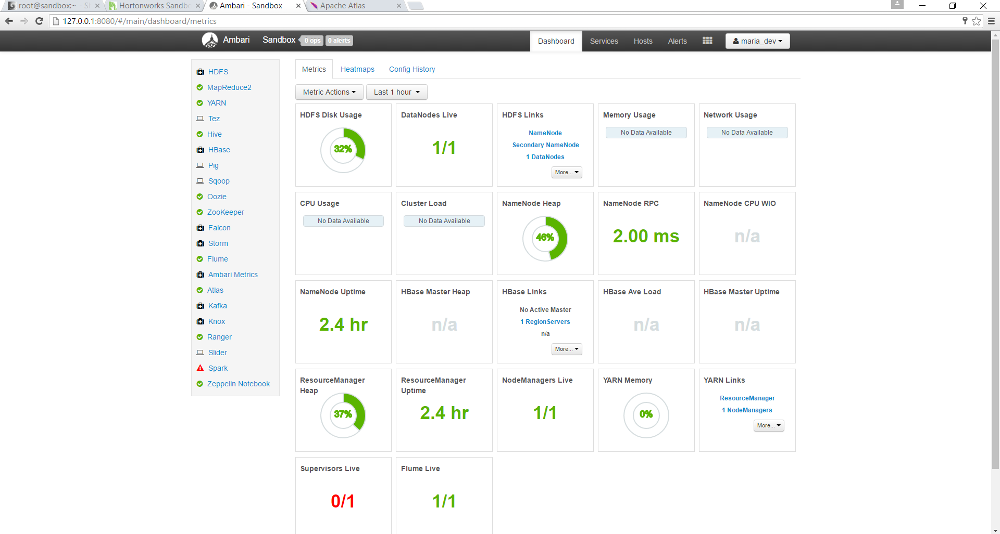 root@sandbox:~ - S
Hortonworks Sandbo
Ambari - Sandbox
Apache Atlas
127.0.0.1:8080/#/main/dashboard/metrics
Ambari Sandbox 0 ops 0 alerts
Dashboard Services Hosts Alerts maria_dev
HDFS
MapReduce2
YARN
Tez
Hive
HBase
Pig
Sqoop
Oozie
ZooKeeper
Falcon
Storm
Flume
Ambari Metrics
Atlas
Kafka
Knox
Ranger
Slider
Spark
Zeppelin Notebook
Metrics Heatmaps Config History
Metric Actions Last 1 hour
HDFS Disk Usage
32%
DataNodes Live
1/1
HDFS Links
NameNode
Secondary NameNode
1 DataNodes
More...
Memory Usage
No Data Available
Network Usage
No Data Available
CPU Usage
No Data Available
Cluster Load
No Data Available
NameNode Heap
46%
NameNode RPC
2.00 ms
NameNode CPU WIO
n/a
NameNode Uptime
2.4 hr
HBase Master Heap
n/a
HBase Links
No Active Master
1 RegionServers
n/a
More...
HBase Ave Load
n/a
HBase Master Uptime
n/a
ResourceManager
Heap
37%
ResourceManager
Uptime
2.4 hr
NodeManagers Live
1/1
YARN Memory
0%
YARN Links
ResourceManager
1 NodeManagers
More...
Supervisors Live
0/1
Flume Live
1/1